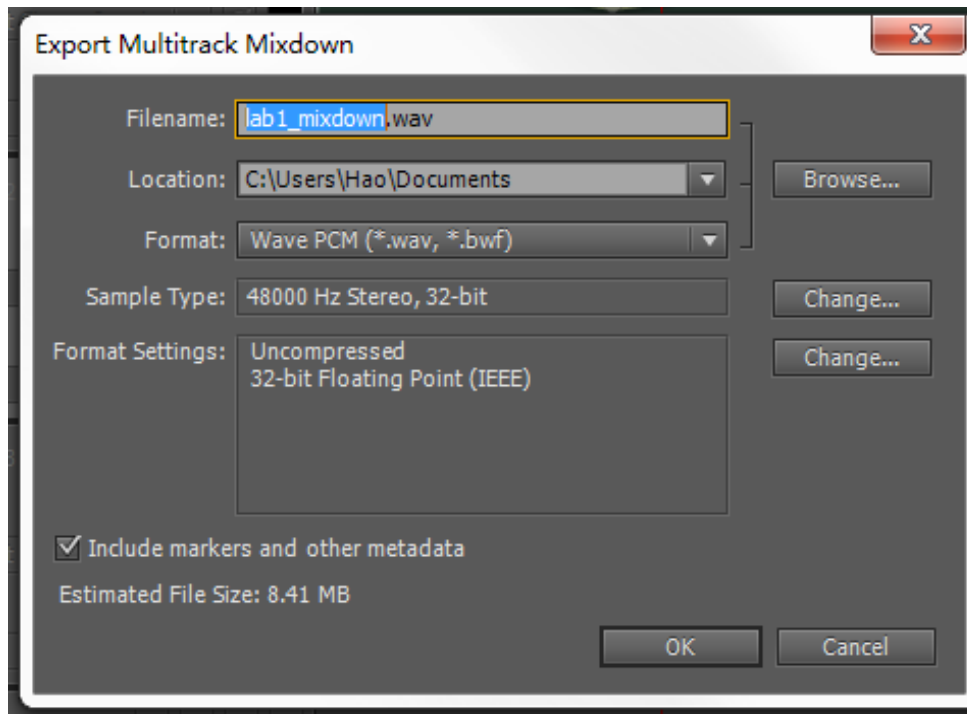 Export Multitrack Mixdown
Filename: lab1_mixdown.wav
Location: C:\Users\Hao\Documents Browse...
Format: Wave PCM (*.wav, *.bwf)
Sample Type: 48000 Hz Stereo, 32-bit Change...
Format Settings: Uncompressed Change...
32-bit Floating Point (IEEE)
Include markers and other metadata
Estimated File Size: 8.41 MB
OK Cancel